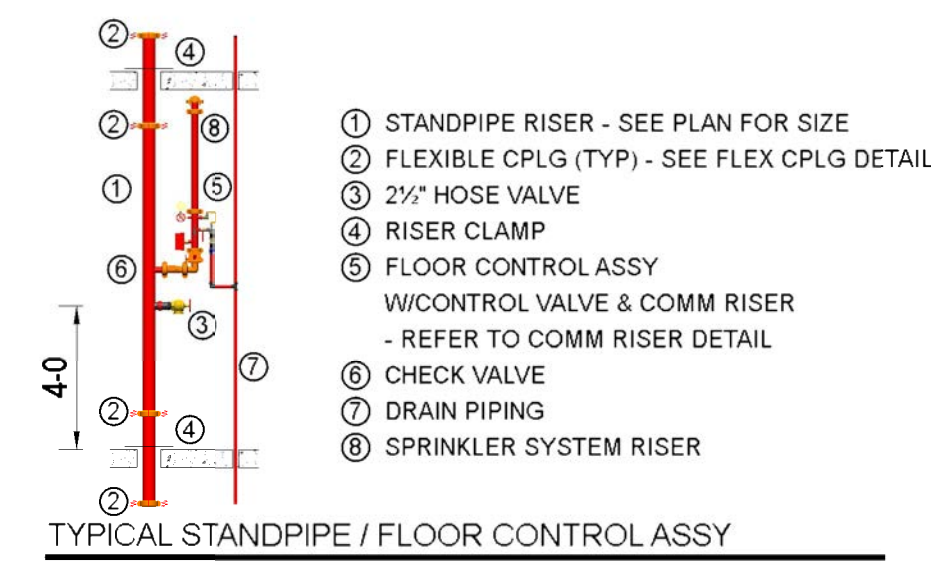 2
4
2
8
1
5
6
3
4-0
7
2
4
2
1 STANDPIPE RISER - SEE PLAN FOR SIZE
2 FLEXIBLE CPLG (TYP) - SEE FLEX CPLG DETAIL
3 2½" HOSE VALVE
4 RISER CLAMP
5 FLOOR CONTROL ASSY
W/CONTROL VALVE & COMM RISER
- REFER TO COMM RISER DETAIL
6 CHECK VALVE
7 DRAIN PIPING
8 SPRINKLER SYSTEM RISER
TYPICAL STANDPIPE / FLOOR CONTROL ASSY